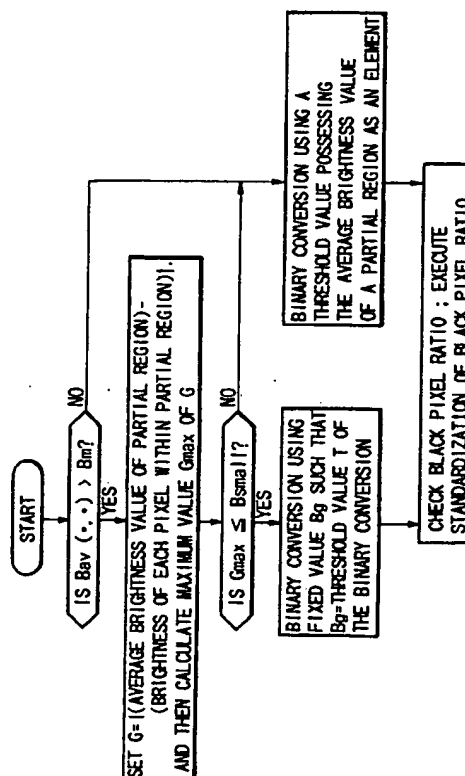 START
IS Bav (*, *) > Bm?
NO
YES
SET G=|(AVERAGE BRIGHTNESS VALUE OF PARTIAL REGION)-
(BRIGHTNESS OF EACH PIXEL WITHIN PARTIAL REGION)|.
AND THEN CALCULATE MAXIMUM VALUE Gmax OF G
IS Gmax ≦ Bsmall?
NO
YES
BINARY CONVERSION USING
FIXED VALUE Bg SUCH THAT
Bg=THRESHOLD VALUE T OF
THE BINARY CONVERSION
BINARY CONVERSION USING A
THRESHOLD VALUE POSSESSING
THE AVERAGE BRIGHTNESS VALUE
OF A PARTIAL REGION AS AN ELEMENT
CHECK BLACK PIXEL RATIO ; EXECUTE
STANDARDIZATION OF BLACK PIXEL RATIO